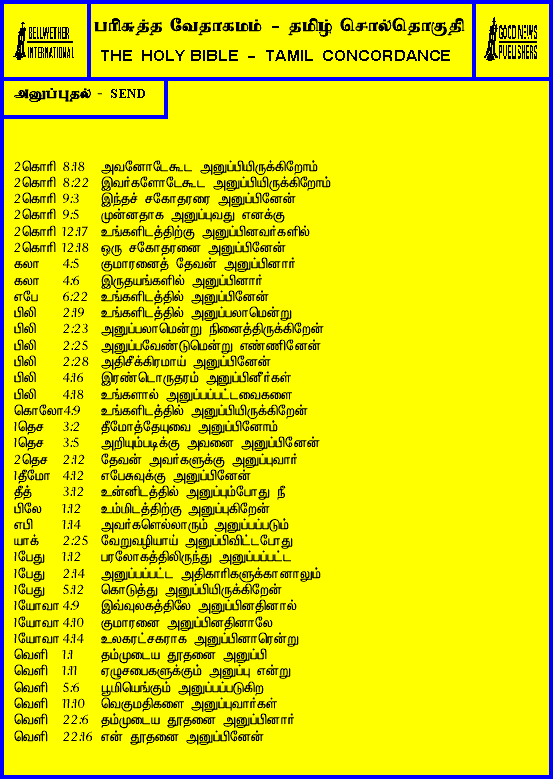 BELLWETHER
INTERNATIONAL
பரிசுத்த வேதாகமம் - தமிழ் சொல்தொகுதி
THE HOLY BIBLE - TAMIL CONCORDANCE
GOOD NEWS
PUBLISHERS
அனுப்புதல் - SEND
2கொரி 8:18 அவனோடேகூட அனுப்பியிருக்கிறோம்
2கொரி 8:22 இவர்களோடேகூட அனுப்பியிருக்கிறோம்
2கொரி 9:3 இந்தச் சகோதரரை அனுப்பினேன்
2கொரி 9:5 முன்னதாக அனுப்புவது எனக்கு
2கொரி 12:17 உங்களிடத்திற்கு அனுப்பினவர்களில்
2கொரி 12:18 ஒரு சகோதரனை அனுப்பினேன்
கலா 4:5 குமாரனைத் தேவன் அனுப்பினார்
கலா 4:6 இருதயங்களில் அனுப்பினார்
எபே 6:22 உங்களிடத்தில் அனுப்பினேன்
பிலி 2:19 உங்களிடத்தில் அனுப்பலாமென்று
பிலி 2:23 அனுப்பலாமென்று நினைத்திருக்கிறேன்
பிலி 2:25 அனுப்பவேண்டுமென்று எண்ணினேன்
பிலி 2:28 அதிசீக்கிரமாய் அனுப்பினேன்
பிலி 4:16 இரண்டொருதரம் அனுப்பினீர்கள்
பிலி 4:18 உங்களால் அனுப்பப்பட்டவைகளை
கொலோ 4:9 உங்களிடத்தில் அனுப்பியிருக்கிறேன்
1தெச 3:2 தீமோத்தேயுவை அனுப்பினோம்
1தெச 3:5 அறியும்படிக்கு அவனை அனுப்பினேன்
2தெச 2:12 தேவன் அவர்களுக்கு அனுப்புவார்
1தீமோ 4:12 எபேசுவுக்கு அனுப்பினேன்
தீத் 3:12 உன்னிடத்தில் அனுப்பும்போது நீ
பிலே 1:12 உம்மிடத்திற்கு அனுப்புகிறேன்
எபி 1:14 அவர்களெல்லாரும் அனுப்பப்படும்
யாக் 2:25 வேறுவழியாய் அனுப்பிவிட்டபோது
1பேது 1:12 பரலோகத்திலிருந்து அனுப்பப்பட்ட
1பேது 2:14 அனுப்பப்பட்ட அதிகாரிகளுக்கானாலும்
1பேது 5:12 கொடுத்து அனுப்பியிருக்கிறேன்
1யோவா 4:9 இவ்வுலகத்திலே அனுப்பினதினால்
1யோவா 4:10 குமாரனை அனுப்பினதினாலே
1யோவா 4:14 உலகரட்சகராக அனுப்பினாரென்று
வெளி 1:1 தம்முடைய தூதனை அனுப்பி
வெளி 1:11 ஏழுசபைகளுக்கும் அனுப்பு என்று
வெளி 5:6 பூமியெங்கும் அனுப்பப்படுகிற
வெளி 11:10 வெகுமதிகளை அனுப்புவார்கள்
வெளி 22:6 தம்முடைய தூதனை அனுப்பினார்
வெளி 22:16 என் தூதனை அனுப்பினேன்